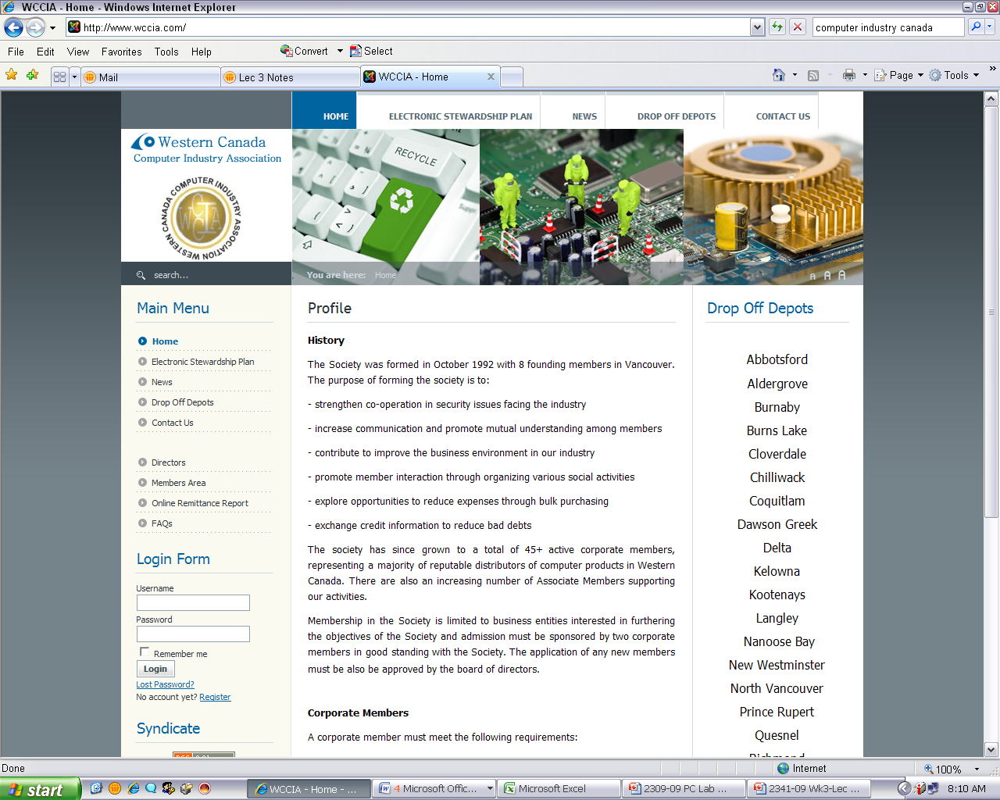 WCCIA - Home - Windows Internet Explorer
http://www.wccia.com/
computer industry canada
File Edit View Favorites Tools Help Convert Select
Mail Lec 3 Notes WCCIA - Home Page Tools
HOME ELECTRONIC STEWARDSHIP PLAN NEWS DROP OFF DEPOTS CONTACT US
Western Canada
Computer Industry Association
WESTERN CANADA COMPUTER INDUSTRY ASSOCIATION
WCCIA
RECYCLE
search...
You are here: Home
A A A
Main Menu
Home
Electronic Stewardship Plan
News
Drop Off Depots
Contact Us
Directors
Members Area
Online Remittance Report
FAQs
Login Form
Username
Password
Remember me
Login
Lost Password?
No account yet? Register
Syndicate
Profile
History
The Society was formed in October 1992 with 8 founding members in Vancouver.
The purpose of forming the society is to:
- strengthen co-operation in security issues facing the industry
- increase communication and promote mutual understanding among members
- contribute to improve the business environment in our industry
- promote member interaction through organizing various social activities
- explore opportunities to reduce expenses through bulk purchasing
- exchange credit information to reduce bad debts
The society has since grown to a total of 45+ active corporate members,
representing a majority of reputable distributors of computer products in Western
Canada. There are also an increasing number of Associate Members supporting
our activities.
Membership in the Society is limited to business entities interested in furthering
the objectives of the Society and admission must be sponsored by two corporate
members in good standing with the Society. The application of any new members
must be also be approved by the board of directors.
Corporate Members
A corporate member must meet the following requirements:
Drop Off Depots
Abbotsford
Aldergrove
Burnaby
Burns Lake
Cloverdale
Chilliwack
Coquitlam
Dawson Greek
Delta
Kelowna
Kootenays
Langley
Nanoose Bay
New Westminster
North Vancouver
Prince Rupert
Quesnel
Richmond
Done Internet 100%
start WCCIA - Home - ... 4 Microsoft Offic... Microsoft Excel 2309-09 PC Lab ... 2341-09 Wk3-Lec ... 8:10 AM